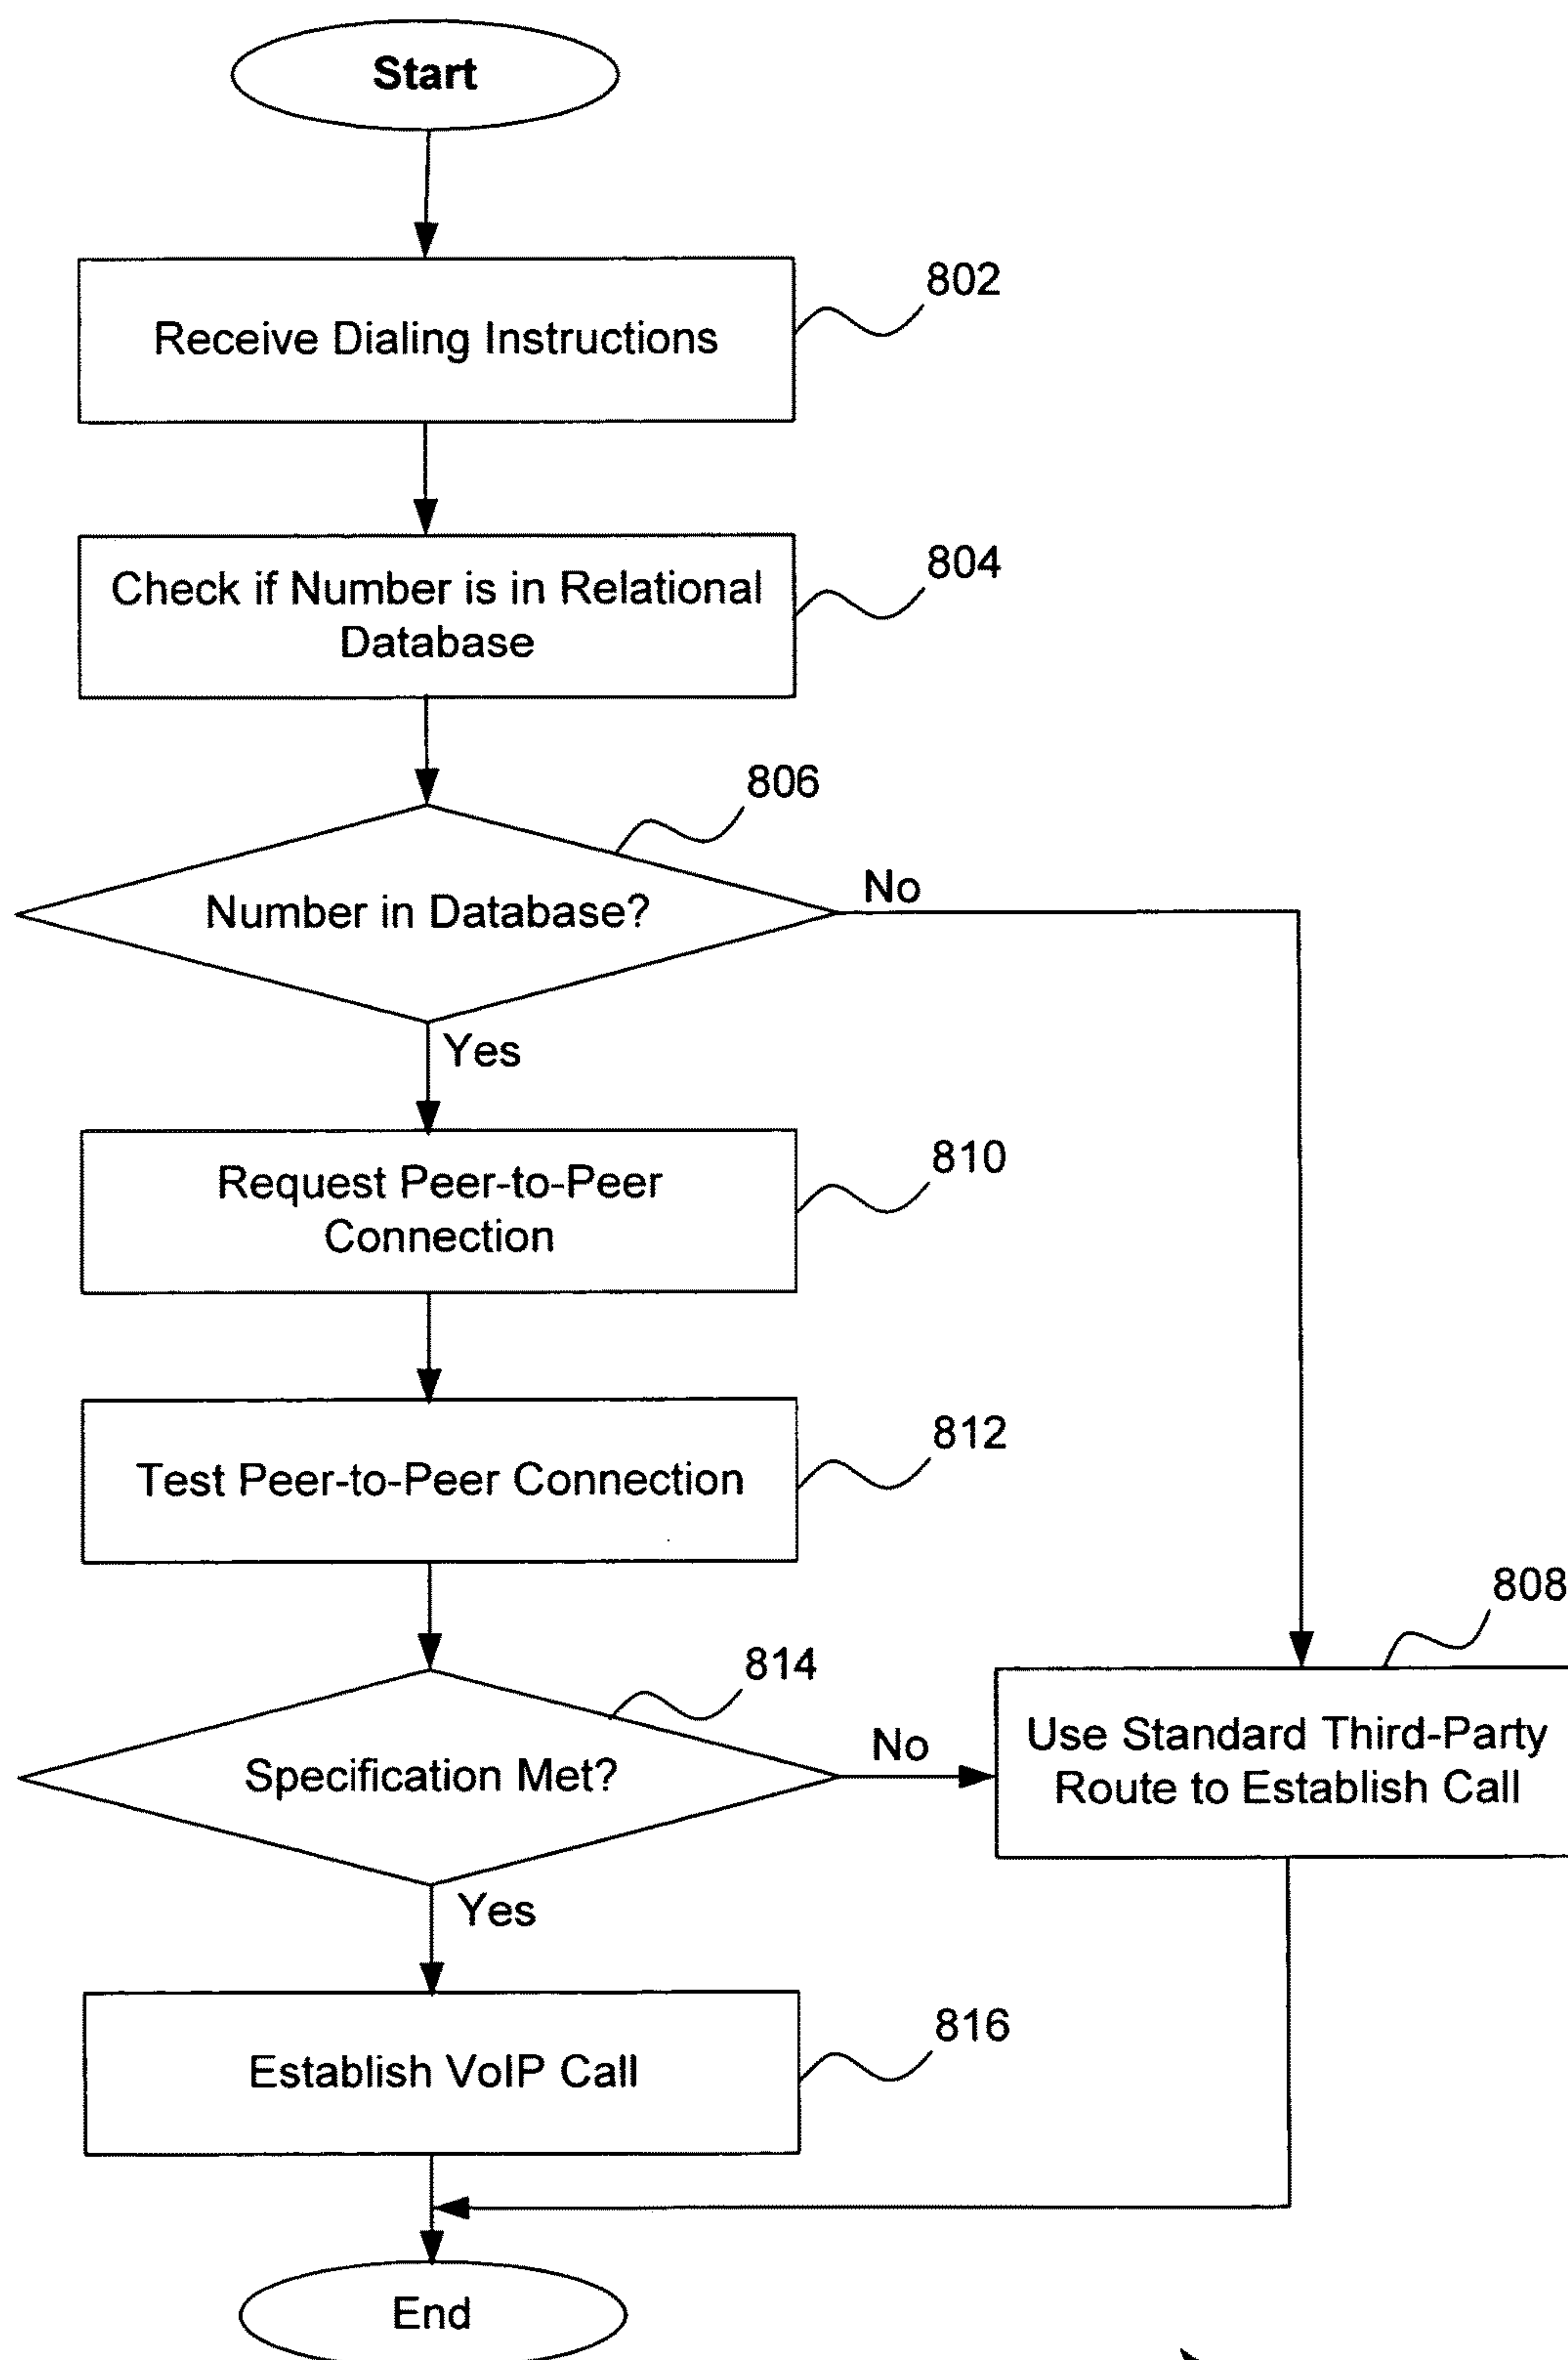 Start
Receive Dialing Instructions
802
Check if Number is in Relational
Database
804
806
Number in Database?
No
Yes
Request Peer-to-Peer
Connection
810
Test Peer-to-Peer Connection
812
808
814
Specification Met?
No
Use Standard Third-Party
Route to Establish Call
Yes
Establish VoIP Call
816
End